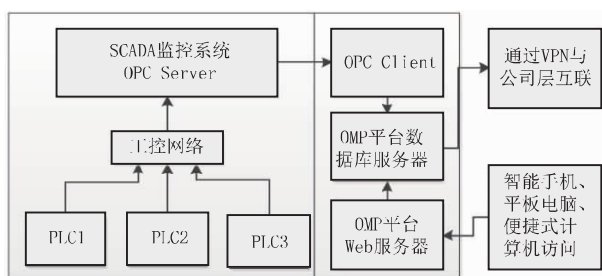 SCADA监控系统
OPC Server
OPC Client
通过VPN与
公司层互联
工控网络
OMP平台数
据库服务器
PLC1
PLC2
PLC3
OMP平台
Web服务器
智能手机、
平板电脑、
便捷式计
算机访问